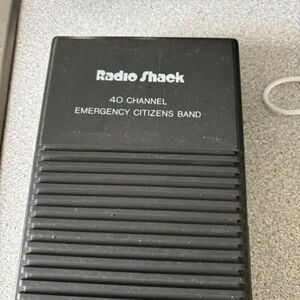 Radio Shack
40 CHANNEL
EMERGENCY CITIZENS BAND